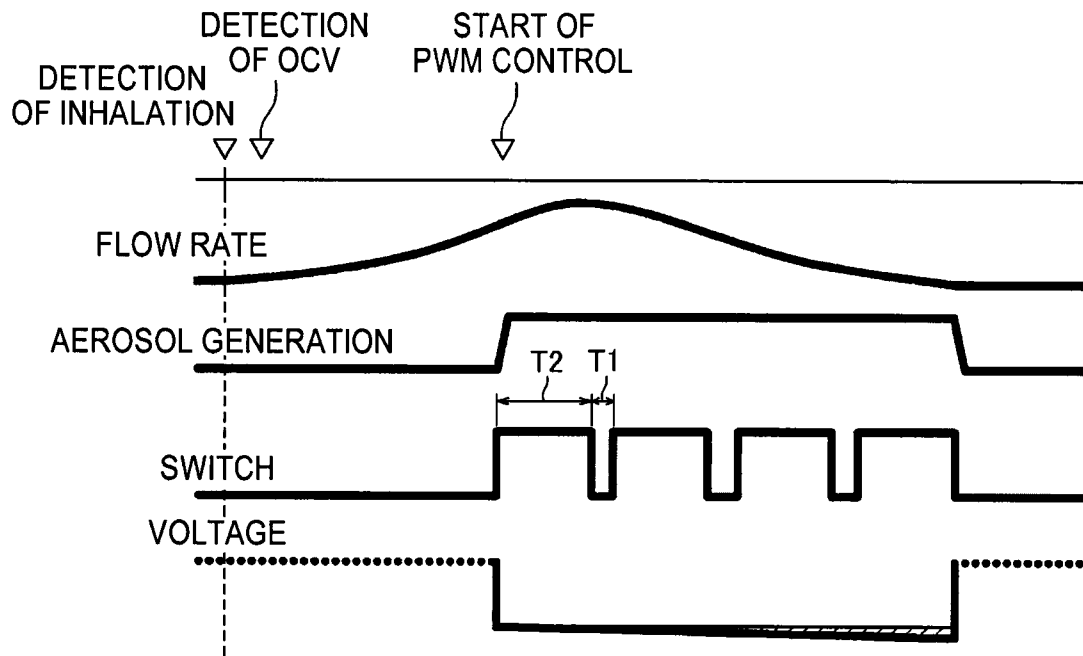 DETECTION
OF INHALATION
DETECTION
OF OCV
START OF
PWM CONTROL
FLOW RATE
AEROSOL GENERATION
T2
T1
SWITCH
VOLTAGE